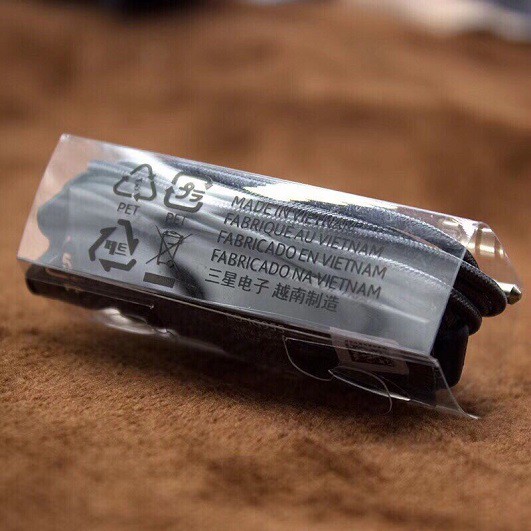 PET
PET
PE
MADE IN VIETNAM
FABRIQUE AU VIETNAM
FABRICADO EN VIETNAM
FABRICADO NA VIETNAM
三星电子 越南制造